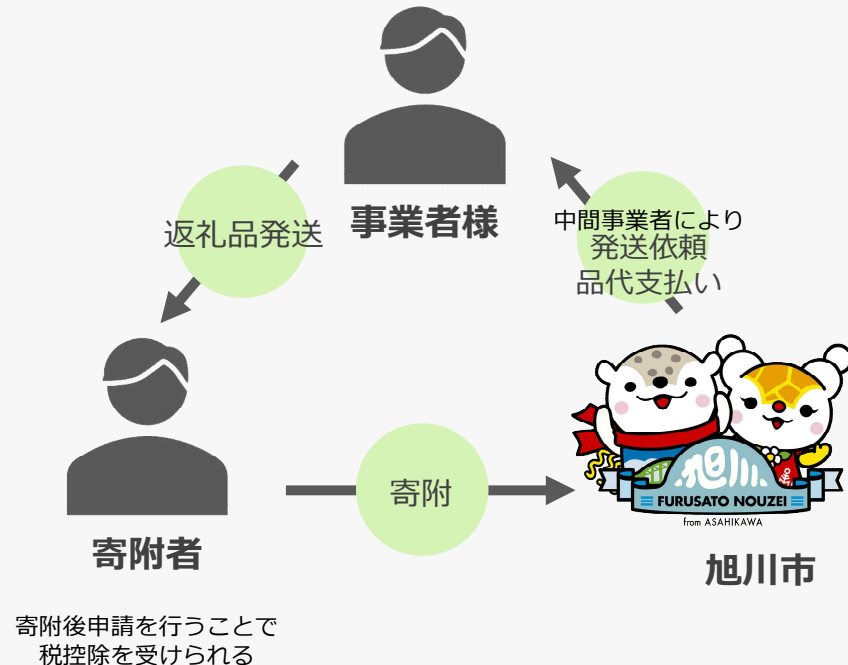 事業者様
返礼品発送
中間事業者により
発送依頼
品代支払い
寄附
旭川
FURUSATO NOUZEI
from ASAHIKAWA
寄附者
旭川市
寄附後申請を行うことで
税控除を受けられる